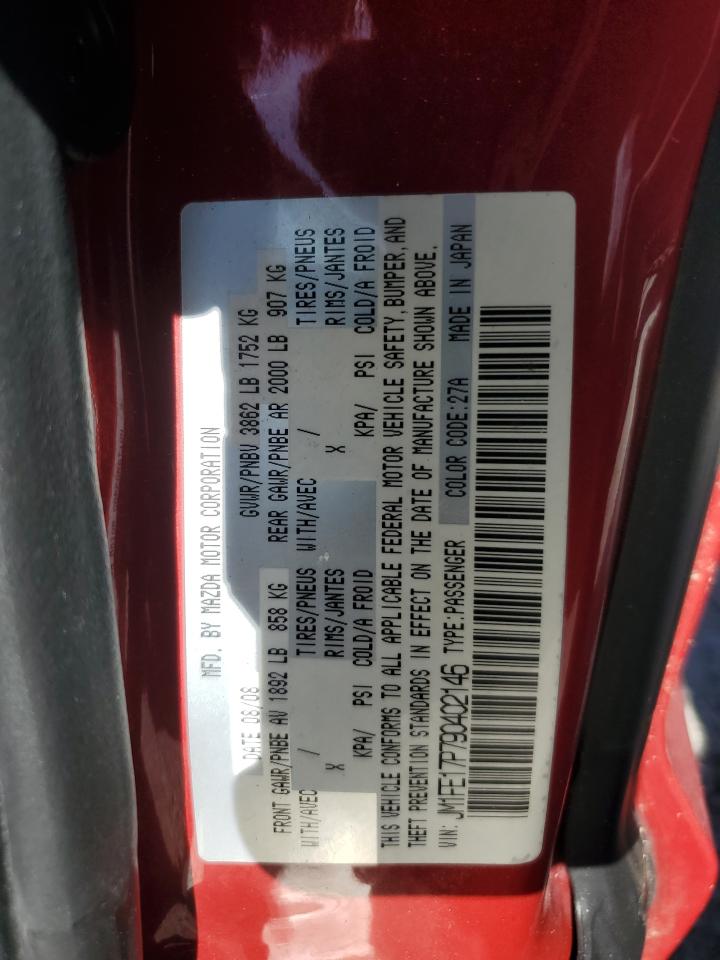 MFD. BY MAZDA MOTOR CORPORATION
DATE 08/08 GVWR/PNBV 3862 LB 1752 KG
FRONT GAWR/PNBE AV 1892 LB 858 KG REAR GAWR/PNBE AR 2000 LB 907 KG
WITH/AVEC / TIRES/PNEUS WITH/AVEC / TIRES/PNEUS
X RIMS/JANTES X RIMS/JANTES
KPA/ PSI COLD/A FROID KPA/ PSI COLD/A FROID
THIS VEHICLE CONFORMS TO ALL APPLICABLE FEDERAL MOTOR VEHICLE SAFETY, BUMPER, AND
THEFT PREVENTION STANDARDS IN EFFECT ON THE DATE OF MANUFACTURE SHOWN ABOVE.
VIN: JM1FE17P790402146 TYPE:PASSENGER COLOR CODE:27A MADE IN JAPAN